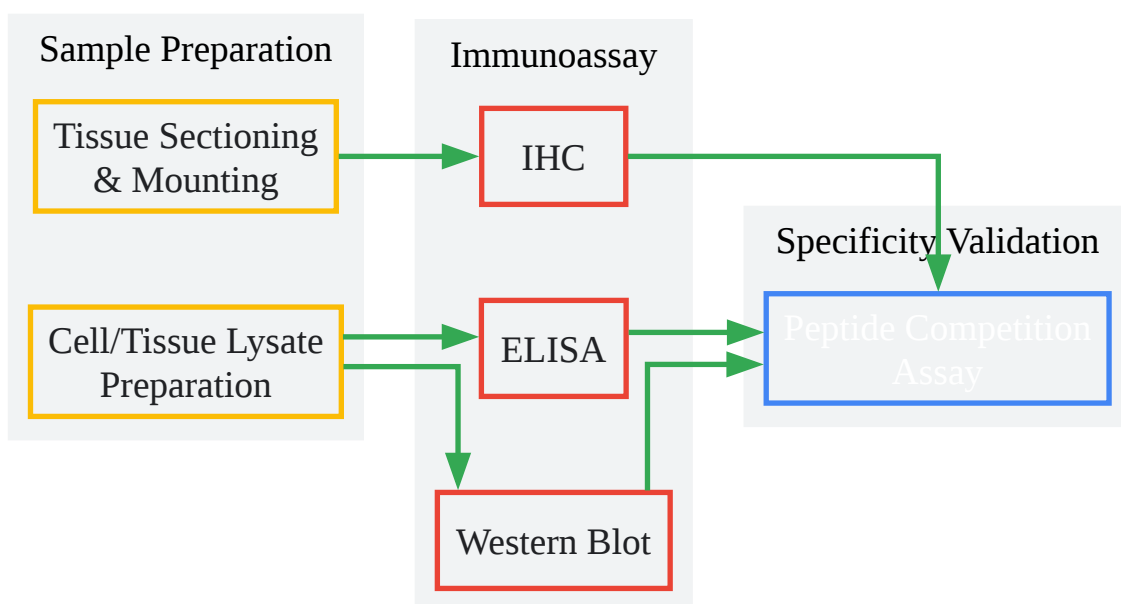 Sample Preparation
Tissue Sectioning
& Mounting
Cell/Tissue Lysate
Preparation
Immunoassay
IHC
ELISA
Western Blot
Specificity Validation
Peptide Competition
Assay